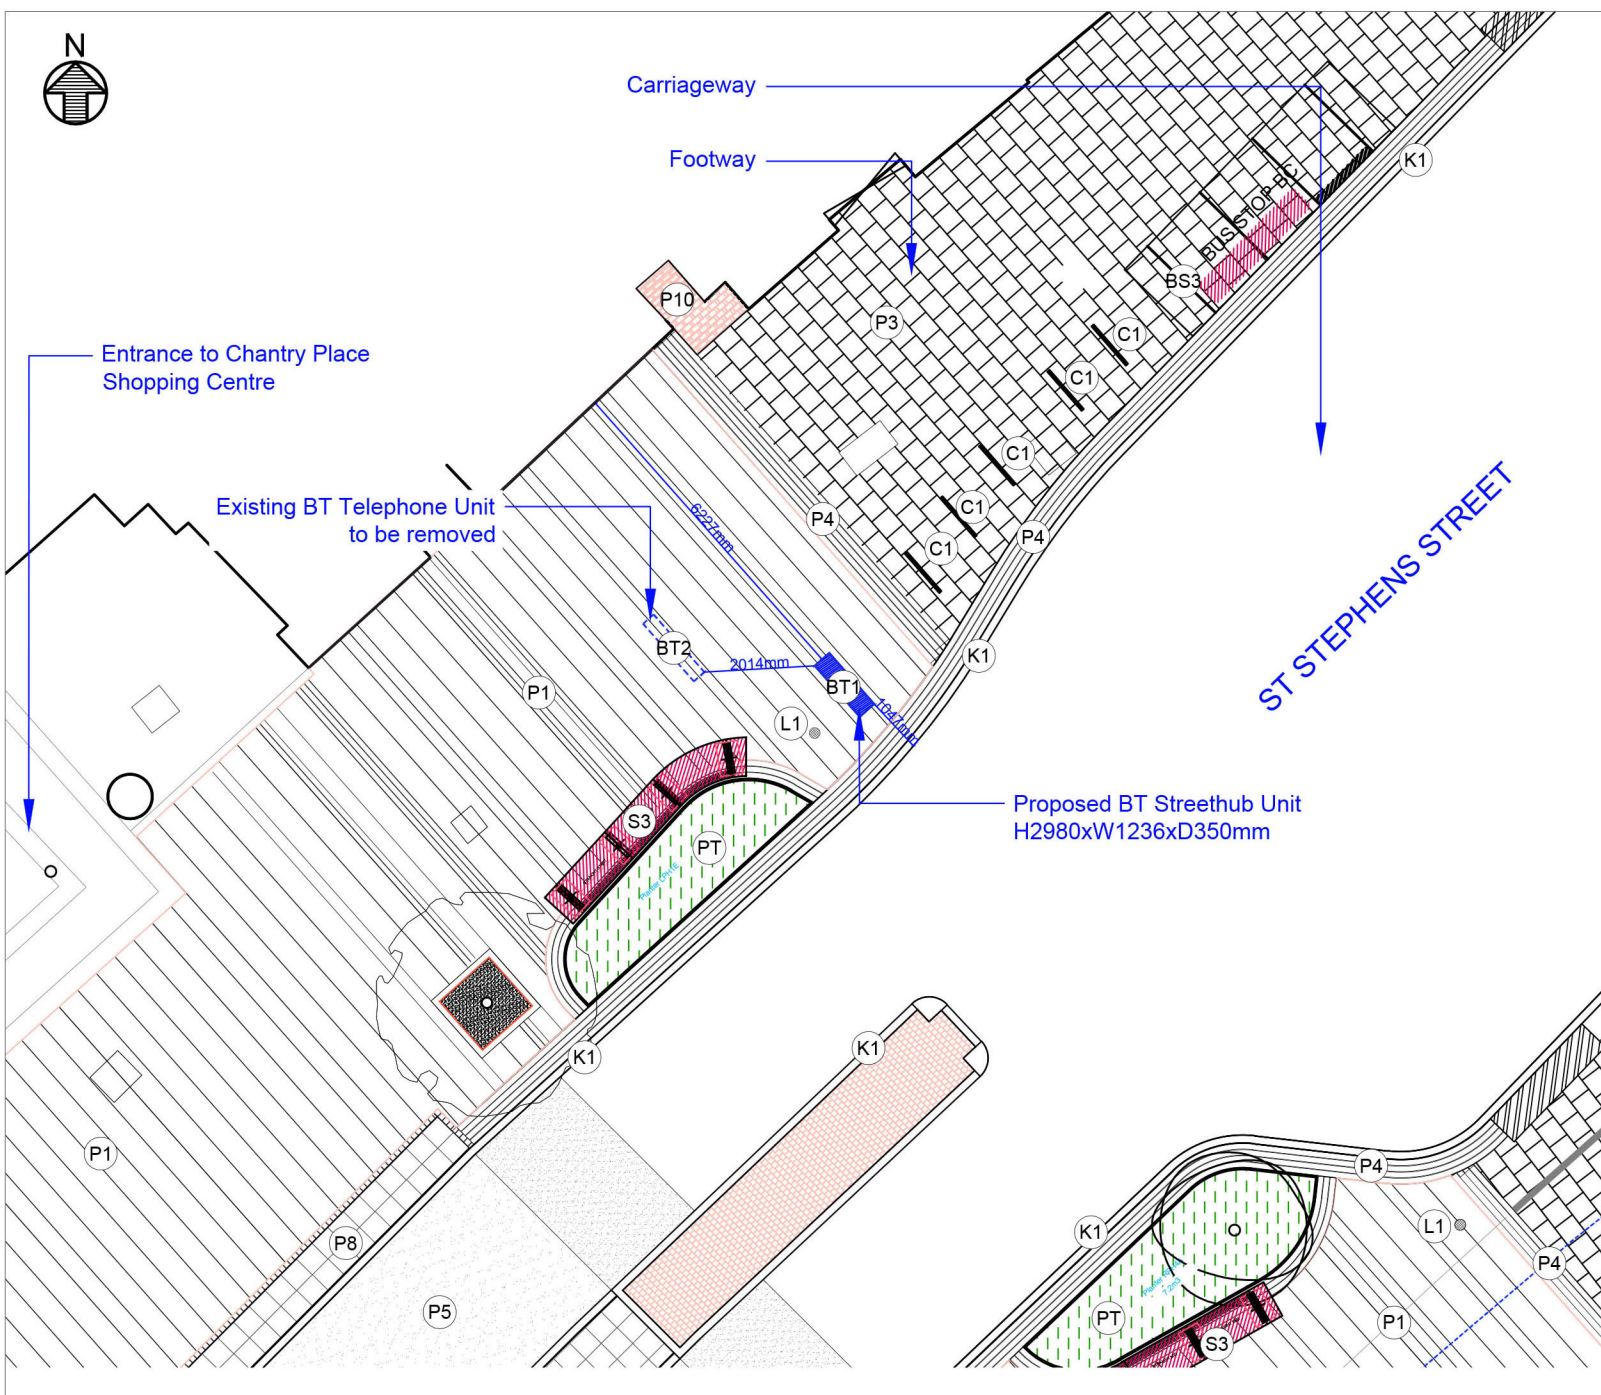 N
Carriageway
Footway
K1
BUS STOP BC
BS3
P10
P3
C1
C1
Entrance to Chantry Place
Shopping Centre
C1
Existing BT Telephone Unit
to be removed
6227mm
P4
C1
P4
C1
ST STEPHENS STREET
BT2
2014mm
K1
P1
BT1
1047mm
L1
Proposed BT Streethub Unit
H2980xW1236xD350mm
S3
PT
K1
K1
P1
P4
L1
K1
P8
P4
7.2m3
P5
PT
P1
S3